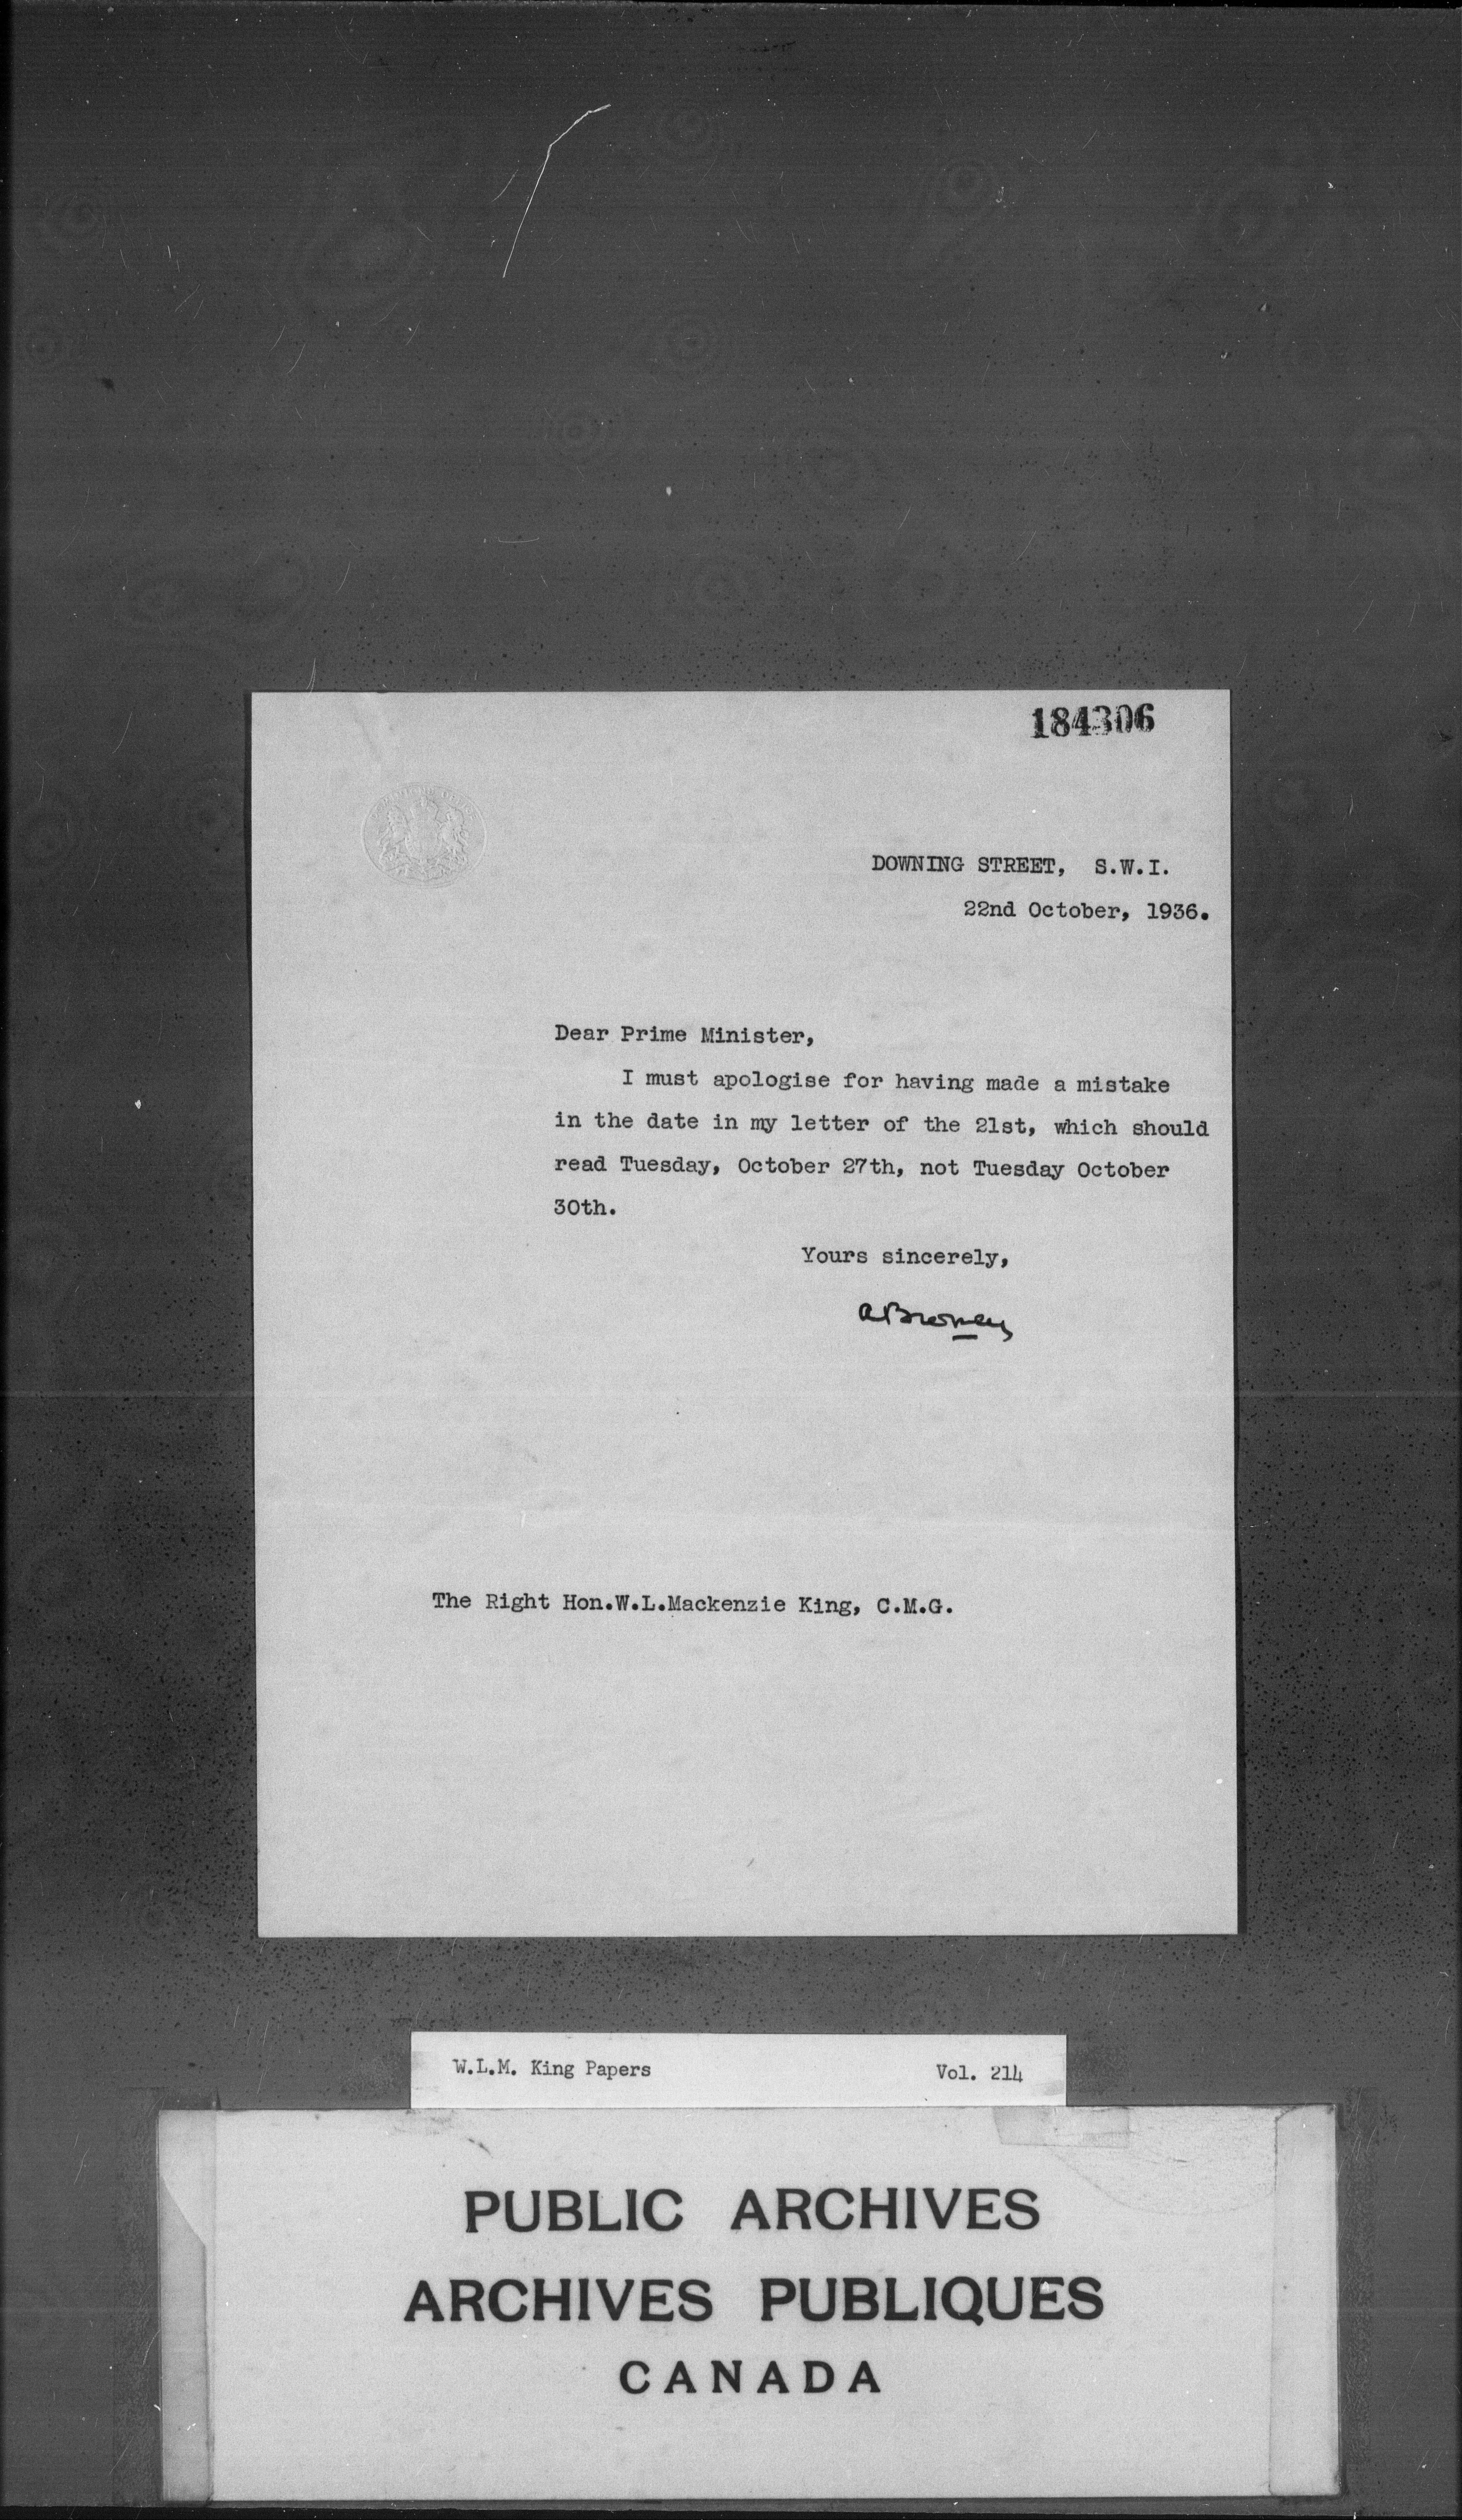 184306
DOWNING STREET, S.W.I.
22nd October, 1936.
Dear Prime Minister,
I must apologise for having made a mistake
in the date in my letter of the 21st, which should
read Tuesday, October 27th, not Tuesday October
30th.
Yours sincerely,
The Right Hon.W.L.Mackenzie King, C.M.G.
W.L.M. King Papers Vol. 214
PUBLIC ARCHIVES
ARCHIVES PUBLIQUES
CANADA